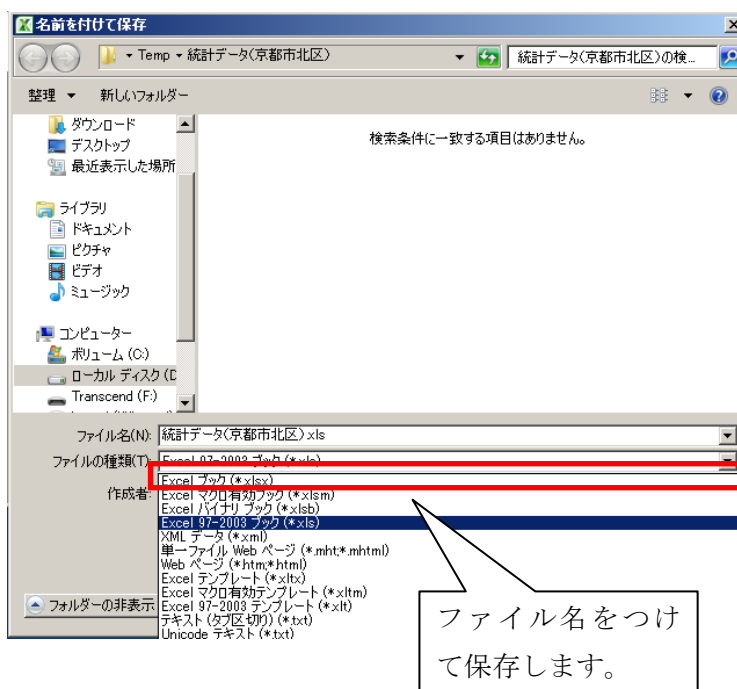 名前を付けて保存
Temp 統計データ(京都市北区)
統計データ(京都市北区)の検...
整理 新しいフォルダー
ダウンロード
デスクトップ
最近表示した場所
ライブラリ
ドキュメント
ピクチャ
ビデオ
ミュージック
コンピューター
ボリューム (C:)
ローカル ディスク (D
Transcend (F:)
検索条件に一致する項目はありません。
ファイル名(N): 統計データ(京都市北区).xls
ファイルの種類(T): Excel 97-2003 ブック (*.xls)
作成者:
Excel ブック (*.xlsx)
Excel マクロ有効ブック (*.xlsm)
Excel バイナリ ブック (*.xlsb)
Excel 97-2003 ブック (*.xls)
XML データ (*.xml)
単一ファイル Web ページ (*.mht;*.mhtml)
Web ページ (*.htm;*.html)
Excel テンプレート (*.xltx)
Excel マクロ有効テンプレート (*.xltm)
Excel 97-2003 テンプレート (*.xlt)
テキスト (タブ区切り) (*.txt)
Unicode テキスト (*.txt)
フォルダーの非表示
ファイル名をつけ
て保存します。